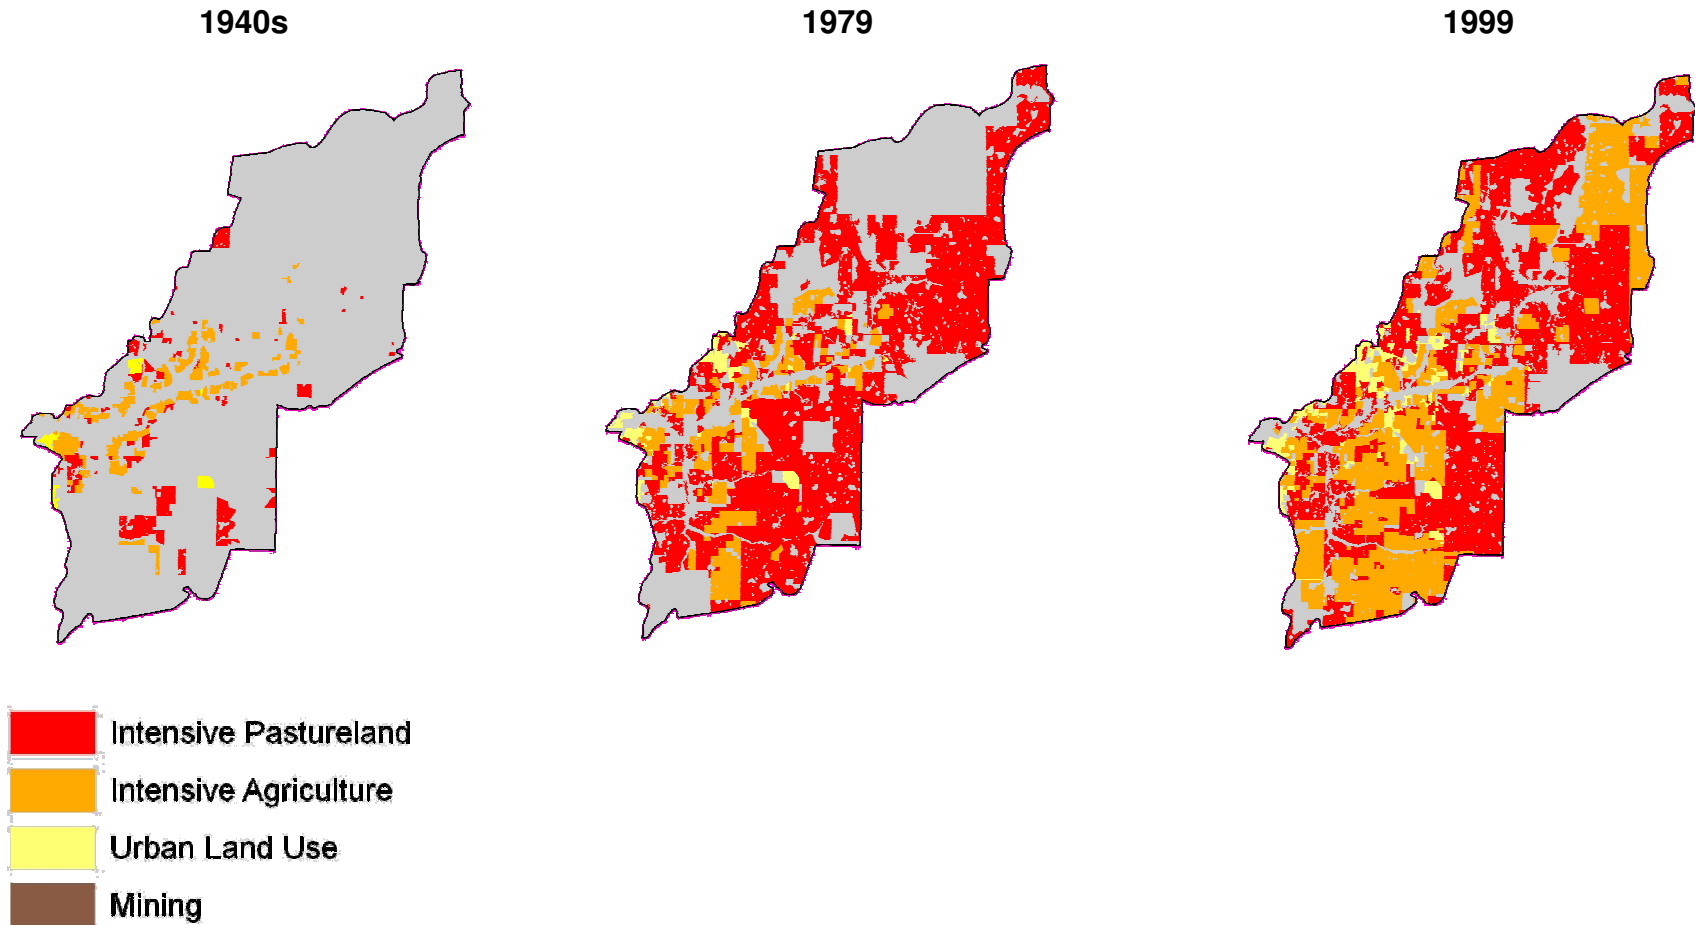 1940s
1979
1999
Intensive Pastureland
Intensive Agriculture
Urban Land Use
Mining